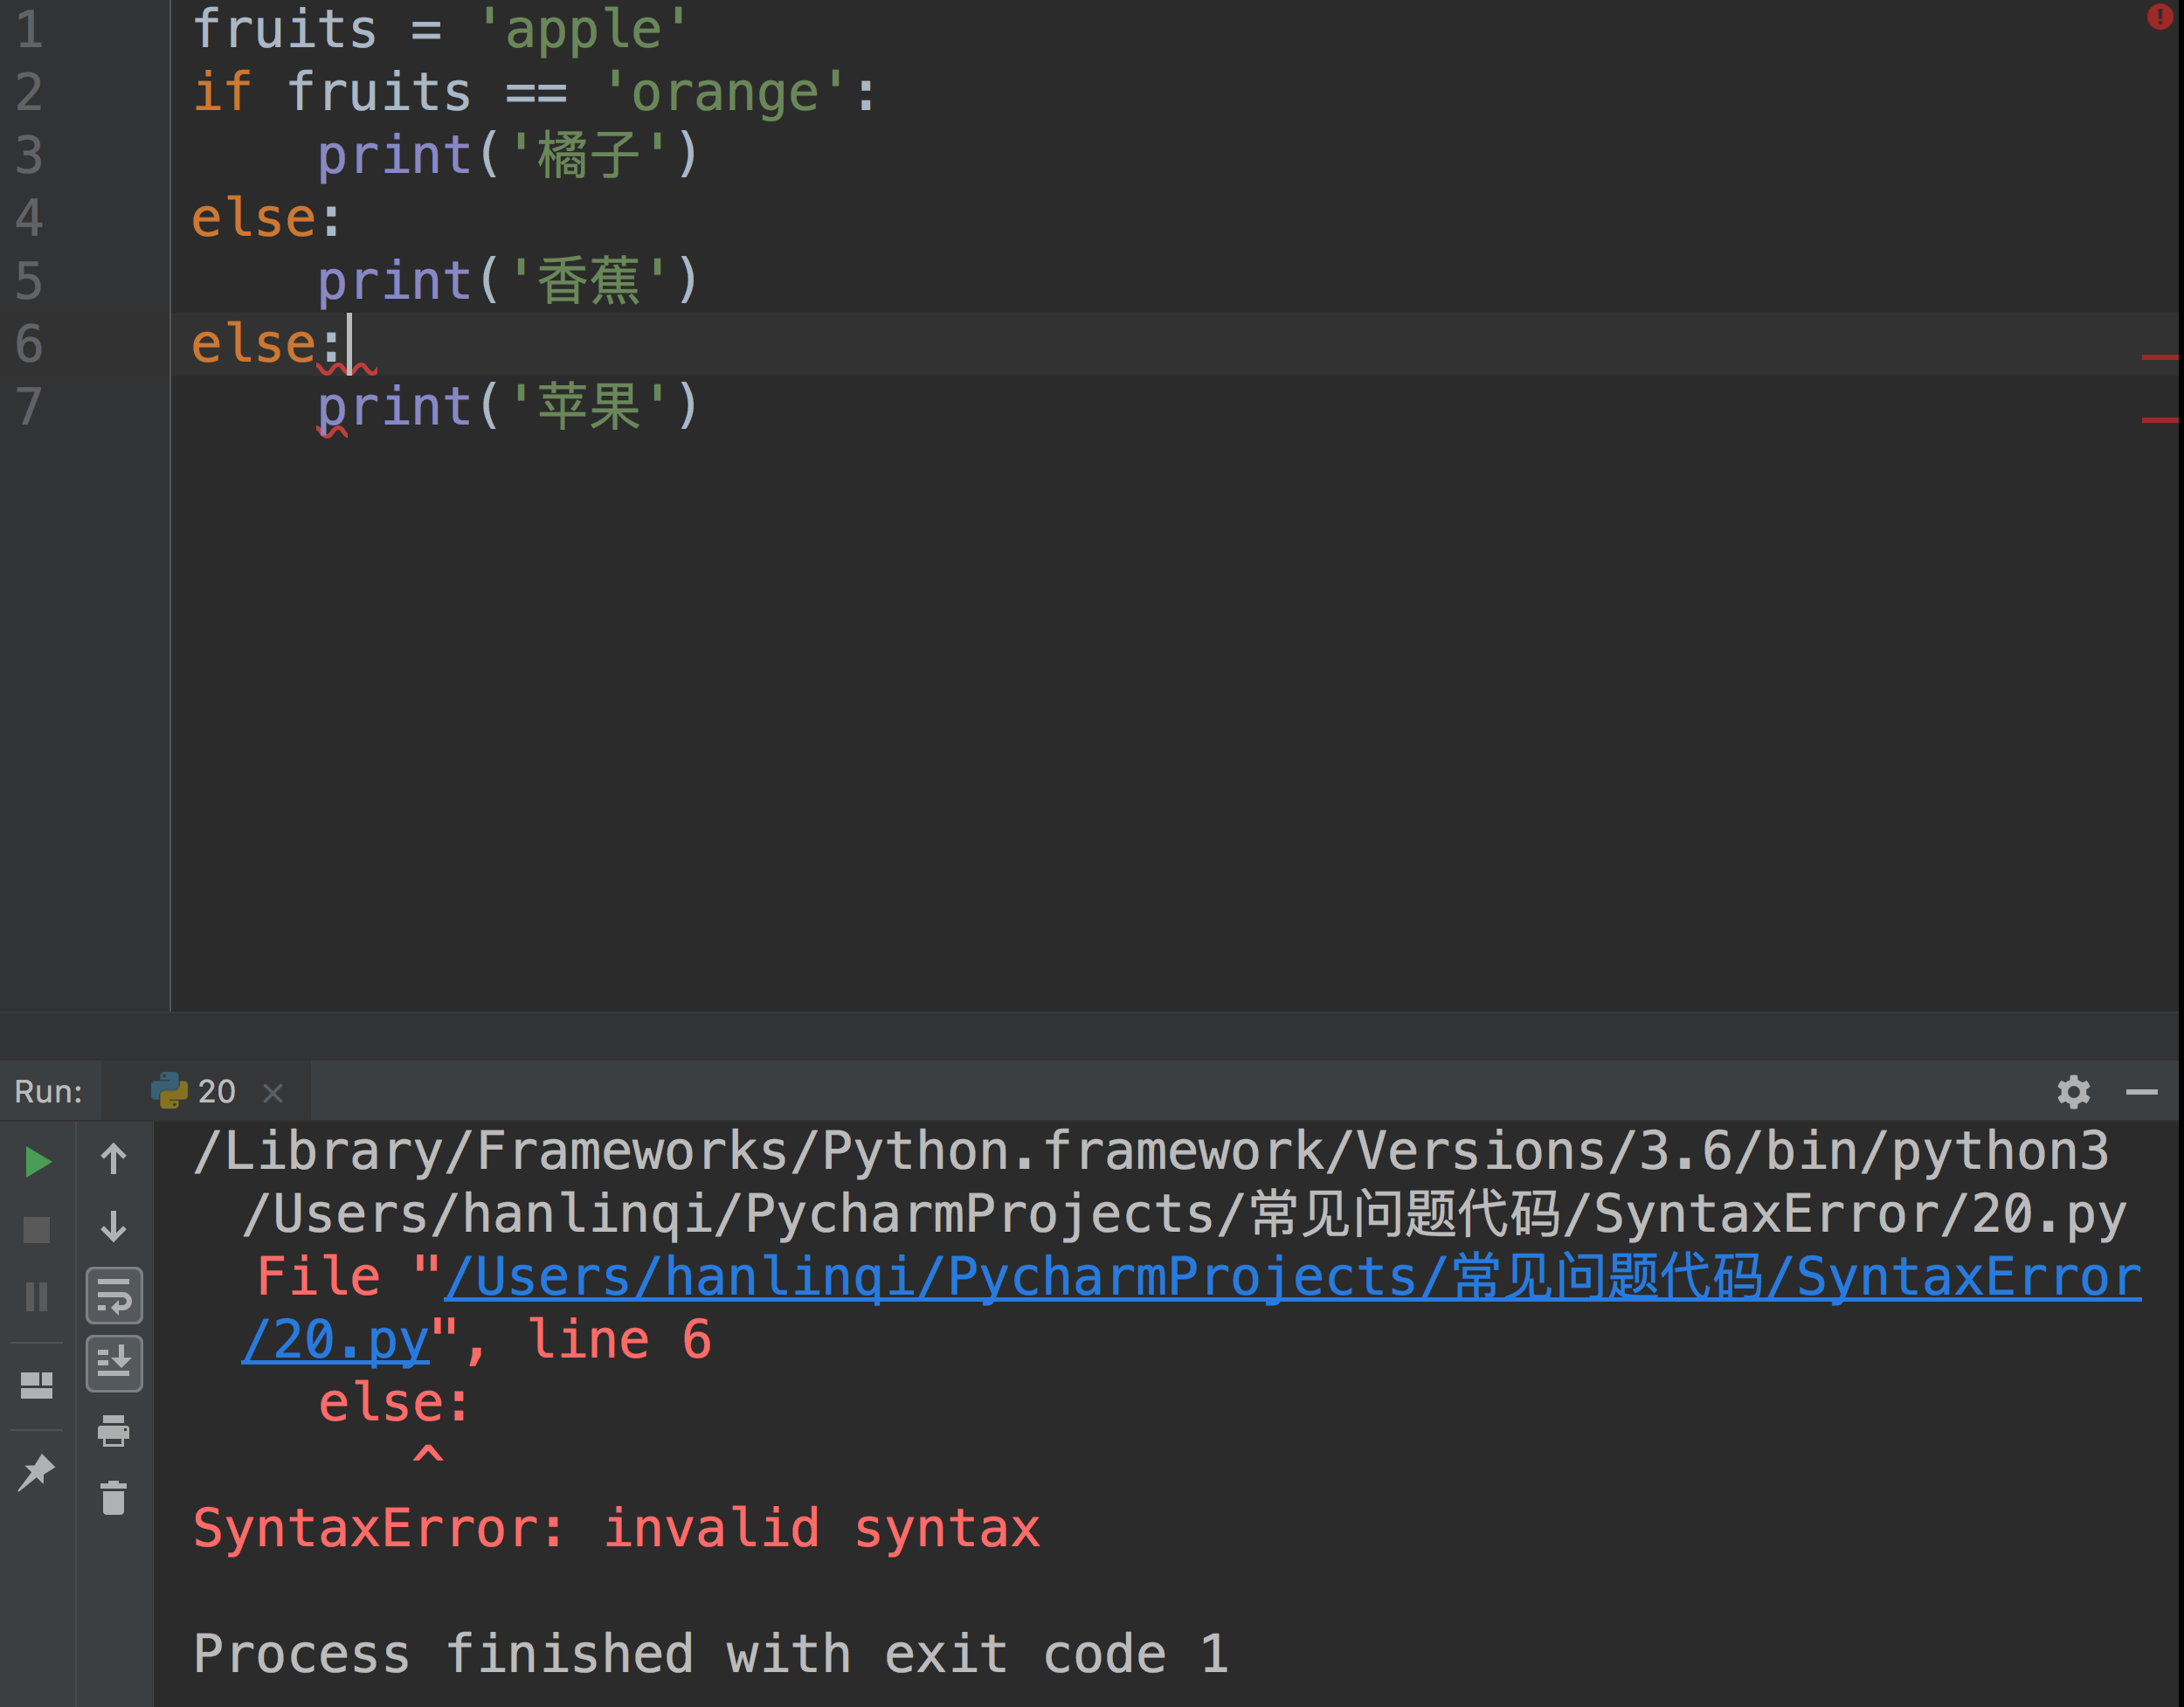 1 fruits = 'apple'
2 if fruits == 'orange':
3     print('橘子')
4 else:
5     print('香蕉')
6 else:
7     print('苹果')
Run: 20
/Library/Frameworks/Python.framework/Versions/3.6/bin/python3
/Users/hanlinqi/PycharmProjects/常见问题代码/SyntaxError/20.py
File "/Users/hanlinqi/PycharmProjects/常见问题代码/SyntaxError
/20.py", line 6
else:
^
SyntaxError: invalid syntax
Process finished with exit code 1